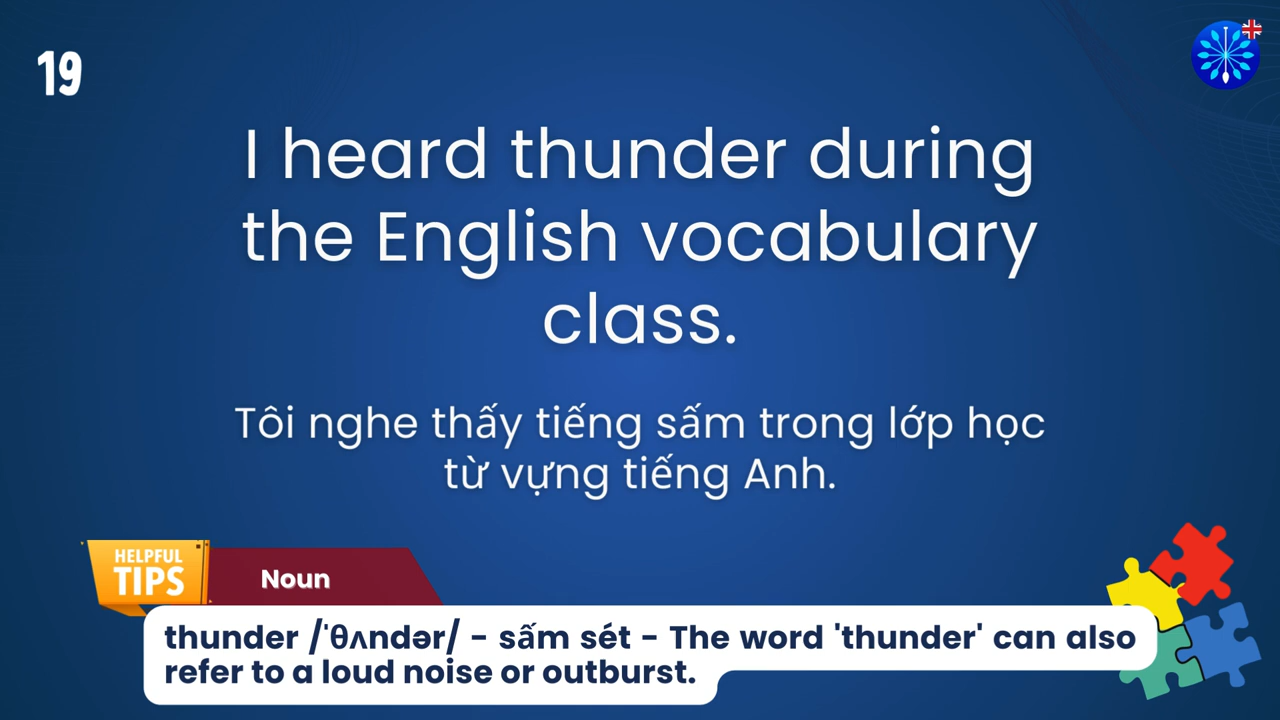 19
I heard thunder during
the English vocabulary
class.
Tôi nghe thấy tiếng sấm trong lớp học
từ vựng tiếng Anh.
HELPFUL
TIPS
Noun
thunder /ˈθʌndər/ - sấm sét - The word 'thunder' can also
refer to a loud noise or outburst.